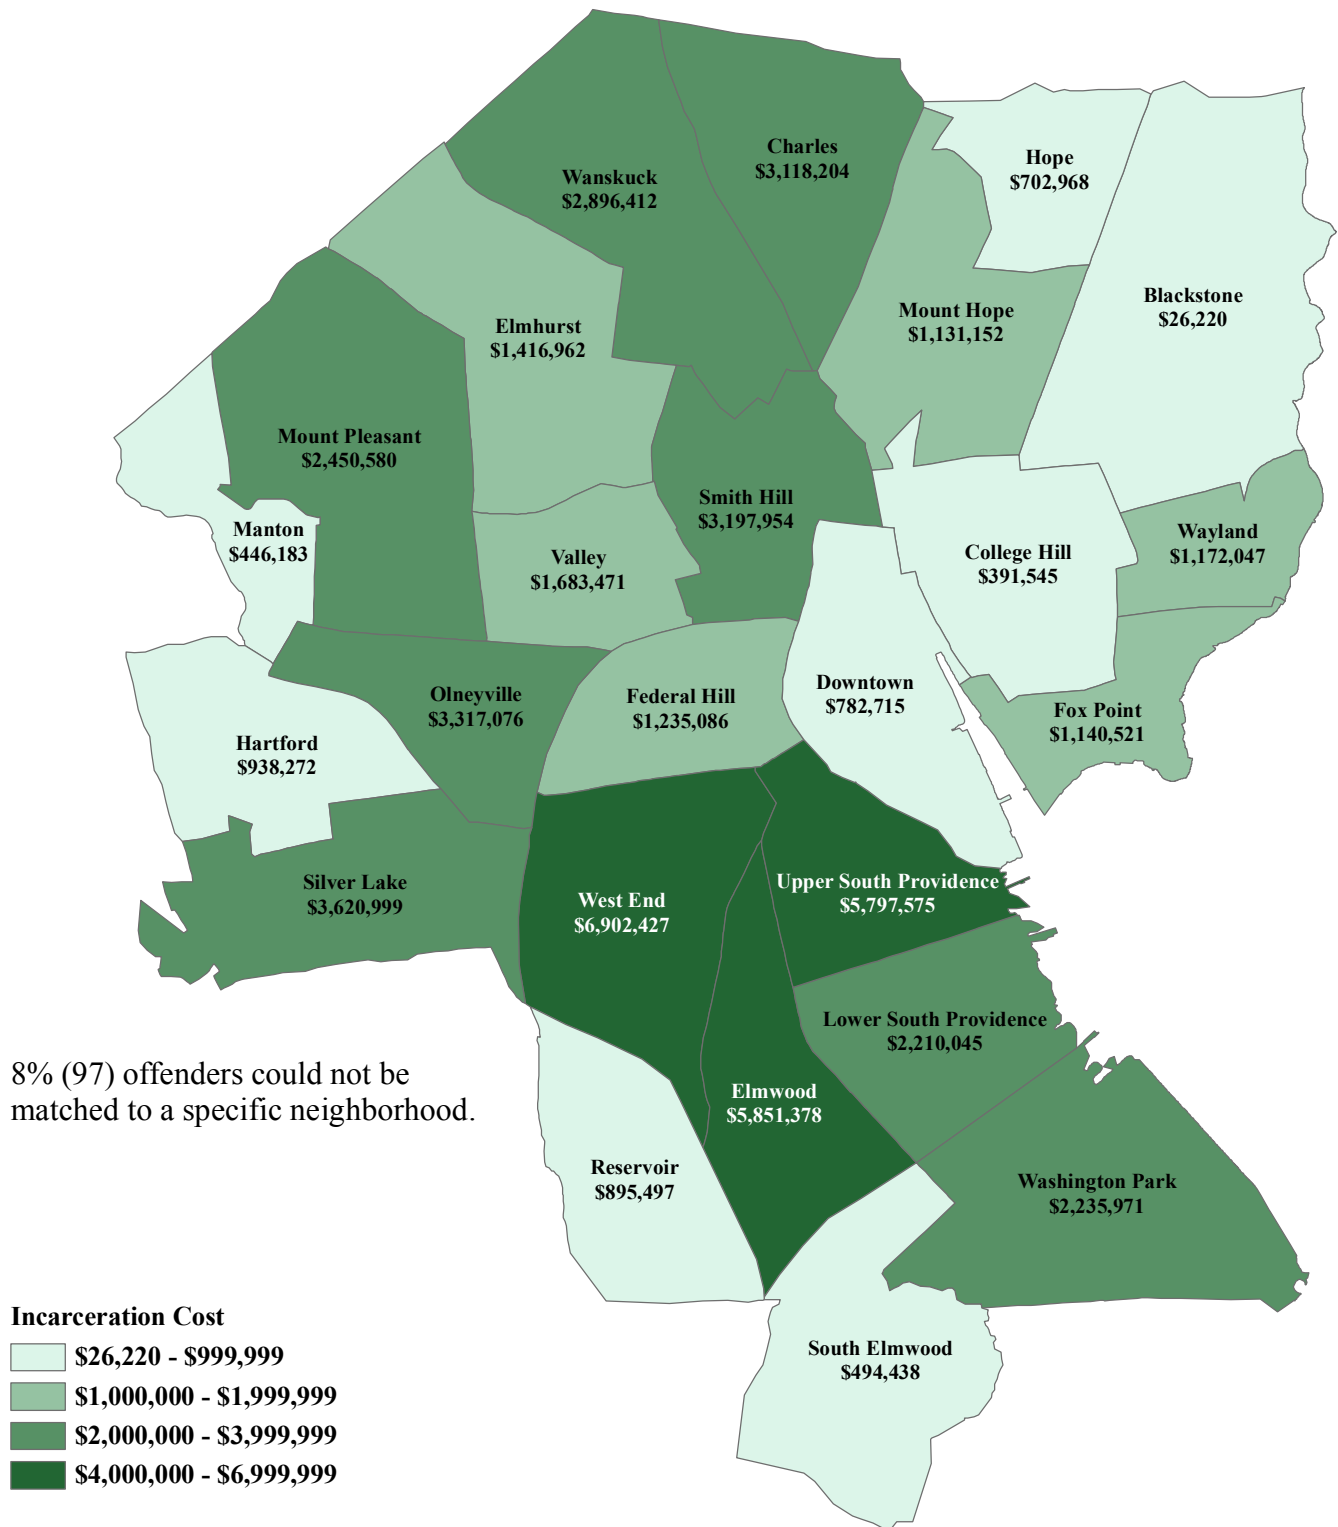 Charles
$3,118,204
Hope
$702,968
Wanskuck
$2,896,412
Blackstone
$26,220
Mount Hope
$1,131,152
Elmhurst
$1,416,962
Mount Pleasant
$2,450,580
Smith Hill
$3,197,954
Manton
$446,183
Wayland
$1,172,047
College Hill
$391,545
Valley
$1,683,471
Downtown
$782,715
Olneyville
$3,317,076
Federal Hill
$1,235,086
Fox Point
$1,140,521
Hartford
$938,272
Silver Lake
$3,620,999
Upper South Providence
$5,797,575
West End
$6,902,427
Lower South Providence
$2,210,045
8% (97) offenders could not be
matched to a specific neighborhood.
Elmwood
$5,851,378
Reservoir
$895,497
Washington Park
$2,235,971
South Elmwood
$494,438
Incarceration Cost
$26,220 - $999,999
$1,000,000 - $1,999,999
$2,000,000 - $3,999,999
$4,000,000 - $6,999,999